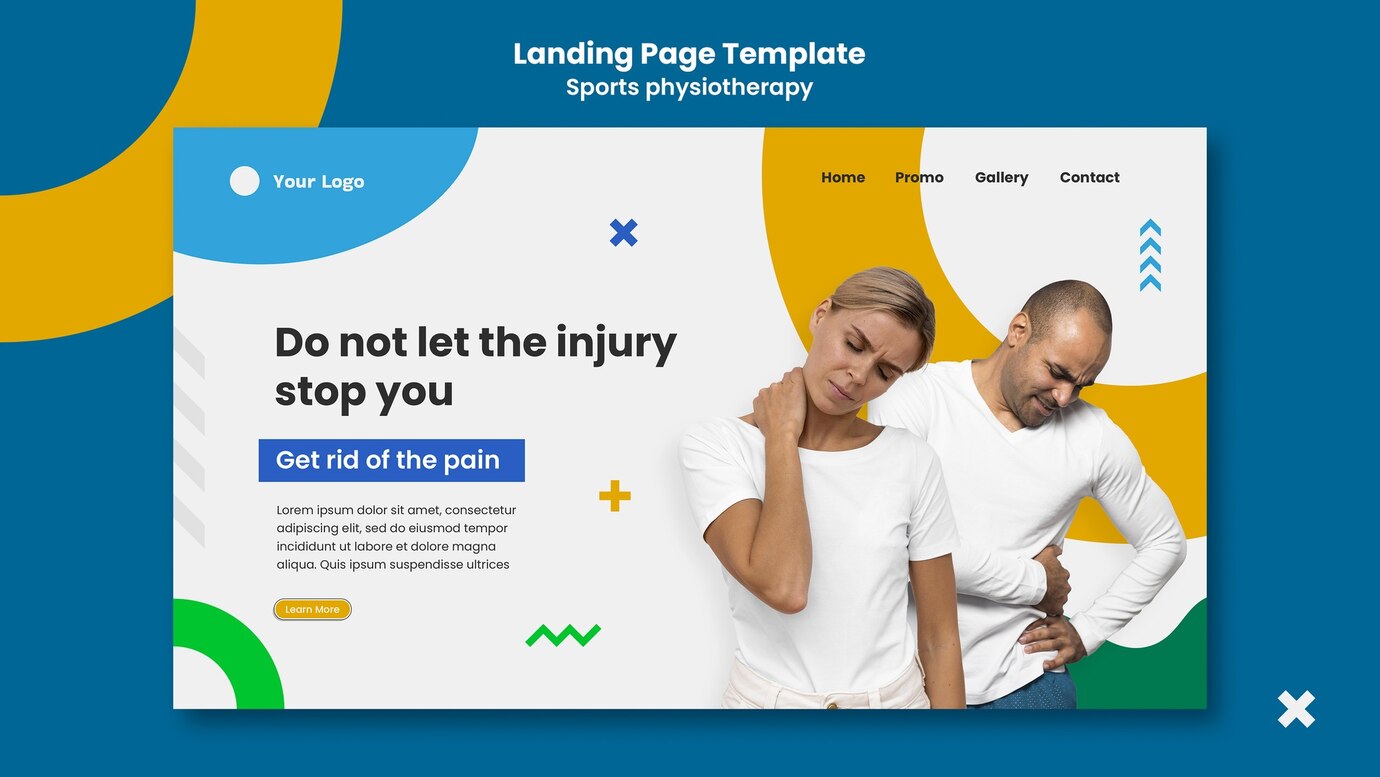 Landing Page Template
Sports physiotherapy
Your Logo
Home Promo Gallery Contact
Do not let the injury
stop you
Get rid of the pain
Lorem ipsum dolor sit amet, consectetur
adipiscing elit, sed do eiusmod tempor
incididunt ut labore et dolore magna
aliqua. Quis ipsum suspendisse ultrices
Learn More